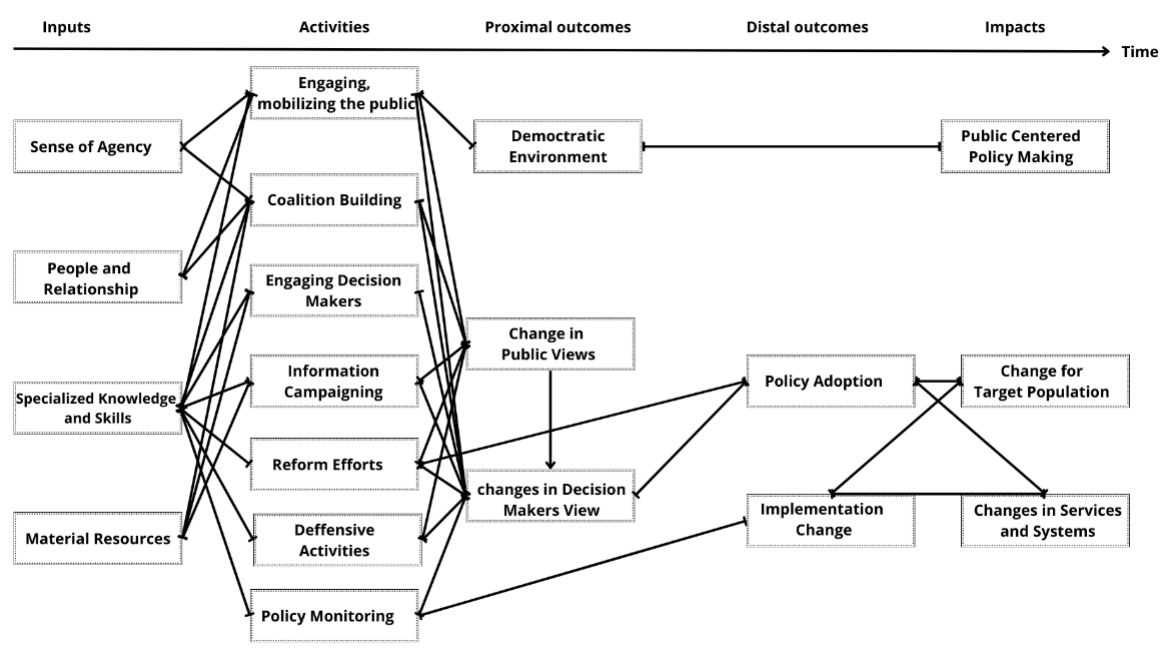 Inputs
Activities
Proximal outcomes
Distal outcomes
Impacts
Time
Engaging,
mobilizing the public
Sense of Agency
Democtratic
Environment
Public Centered
Policy Making
Coalition Building
People and
Relationship
Engaging Decision
Makers
Change in
Public Views
Information
Campaigning
Policy Adoption
Change for
Target Population
Specialized Knowledge
and Skills
Reform Efforts
changes in Decision
Makers View
Implementation
Change
Changes in Services
and Systems
Material Resources
Deffensive
Activities
Policy Monitoring